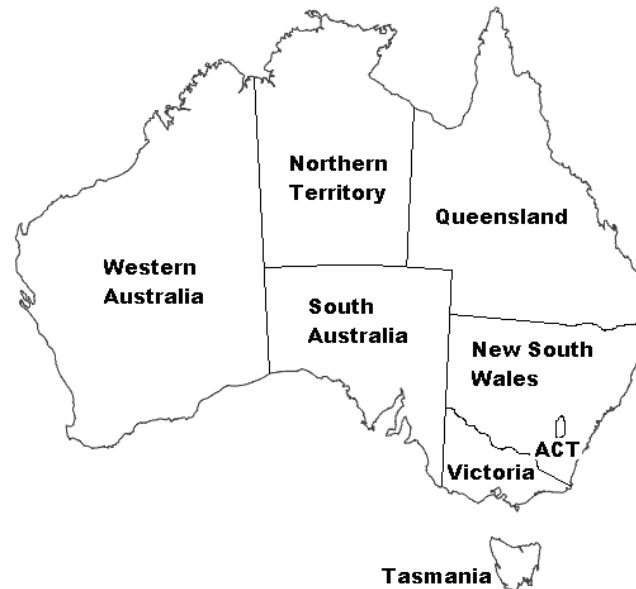 Northern
Territory
Queensland
Western
Australia
South
Australia
New South
Wales
ACT
Victoria
Tasmania